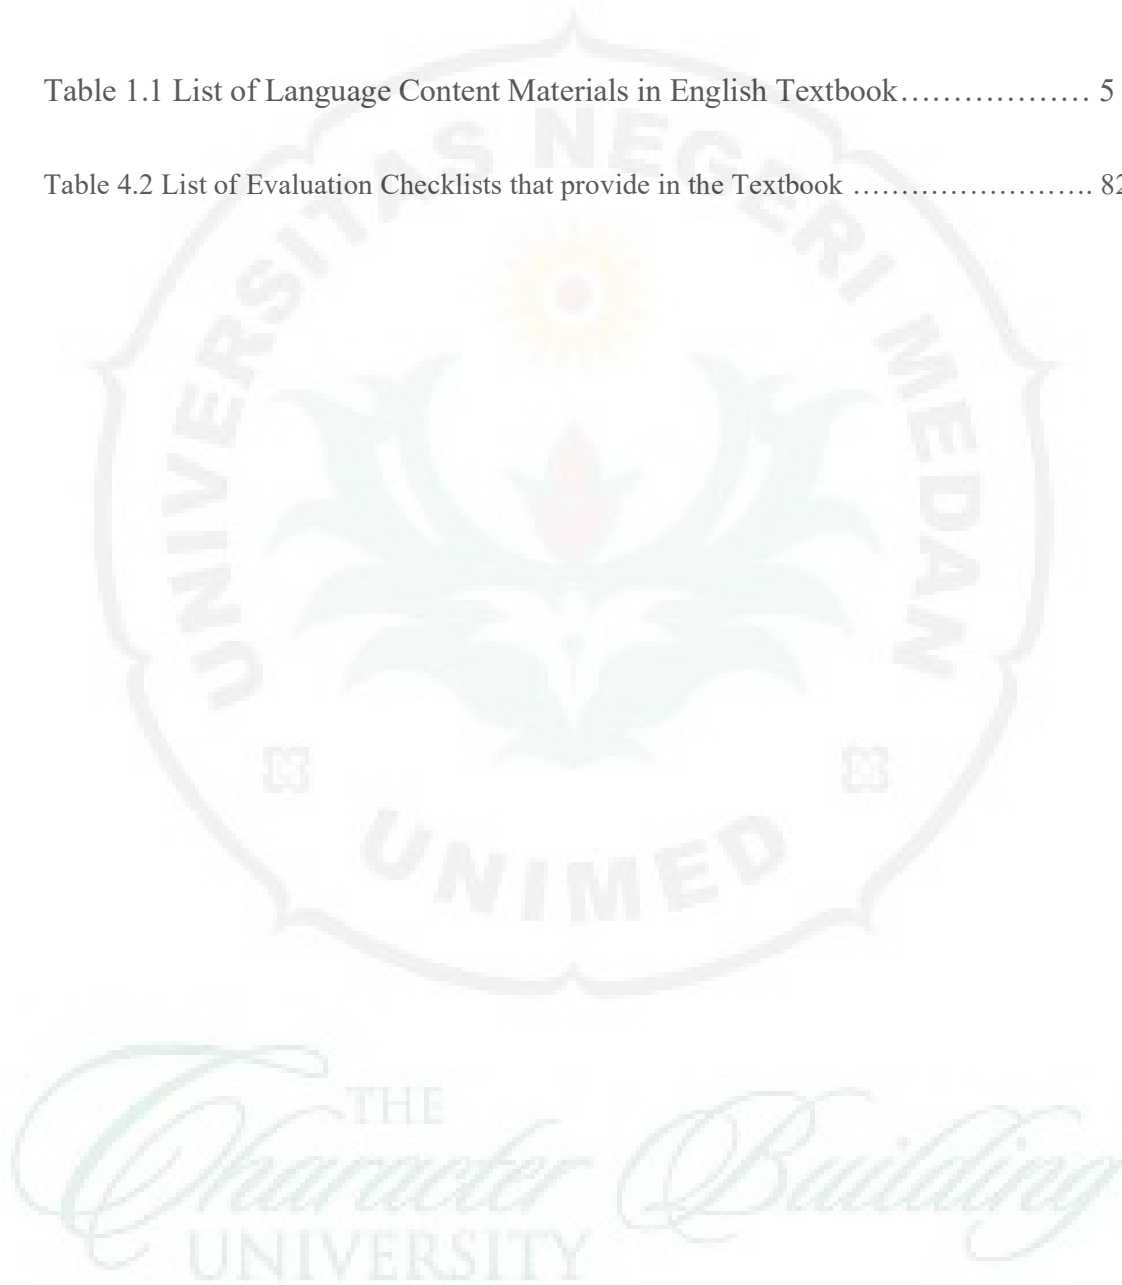 Table 1.1 List of Language Content Materials in English Textbook.................. 5
Table 4.2 List of Evaluation Checklists that provide in the Textbook ......................... 82
UNIVERSITAS NEGERI MEDAN
UNIMED
THE
Character Building
UNIVERSITY